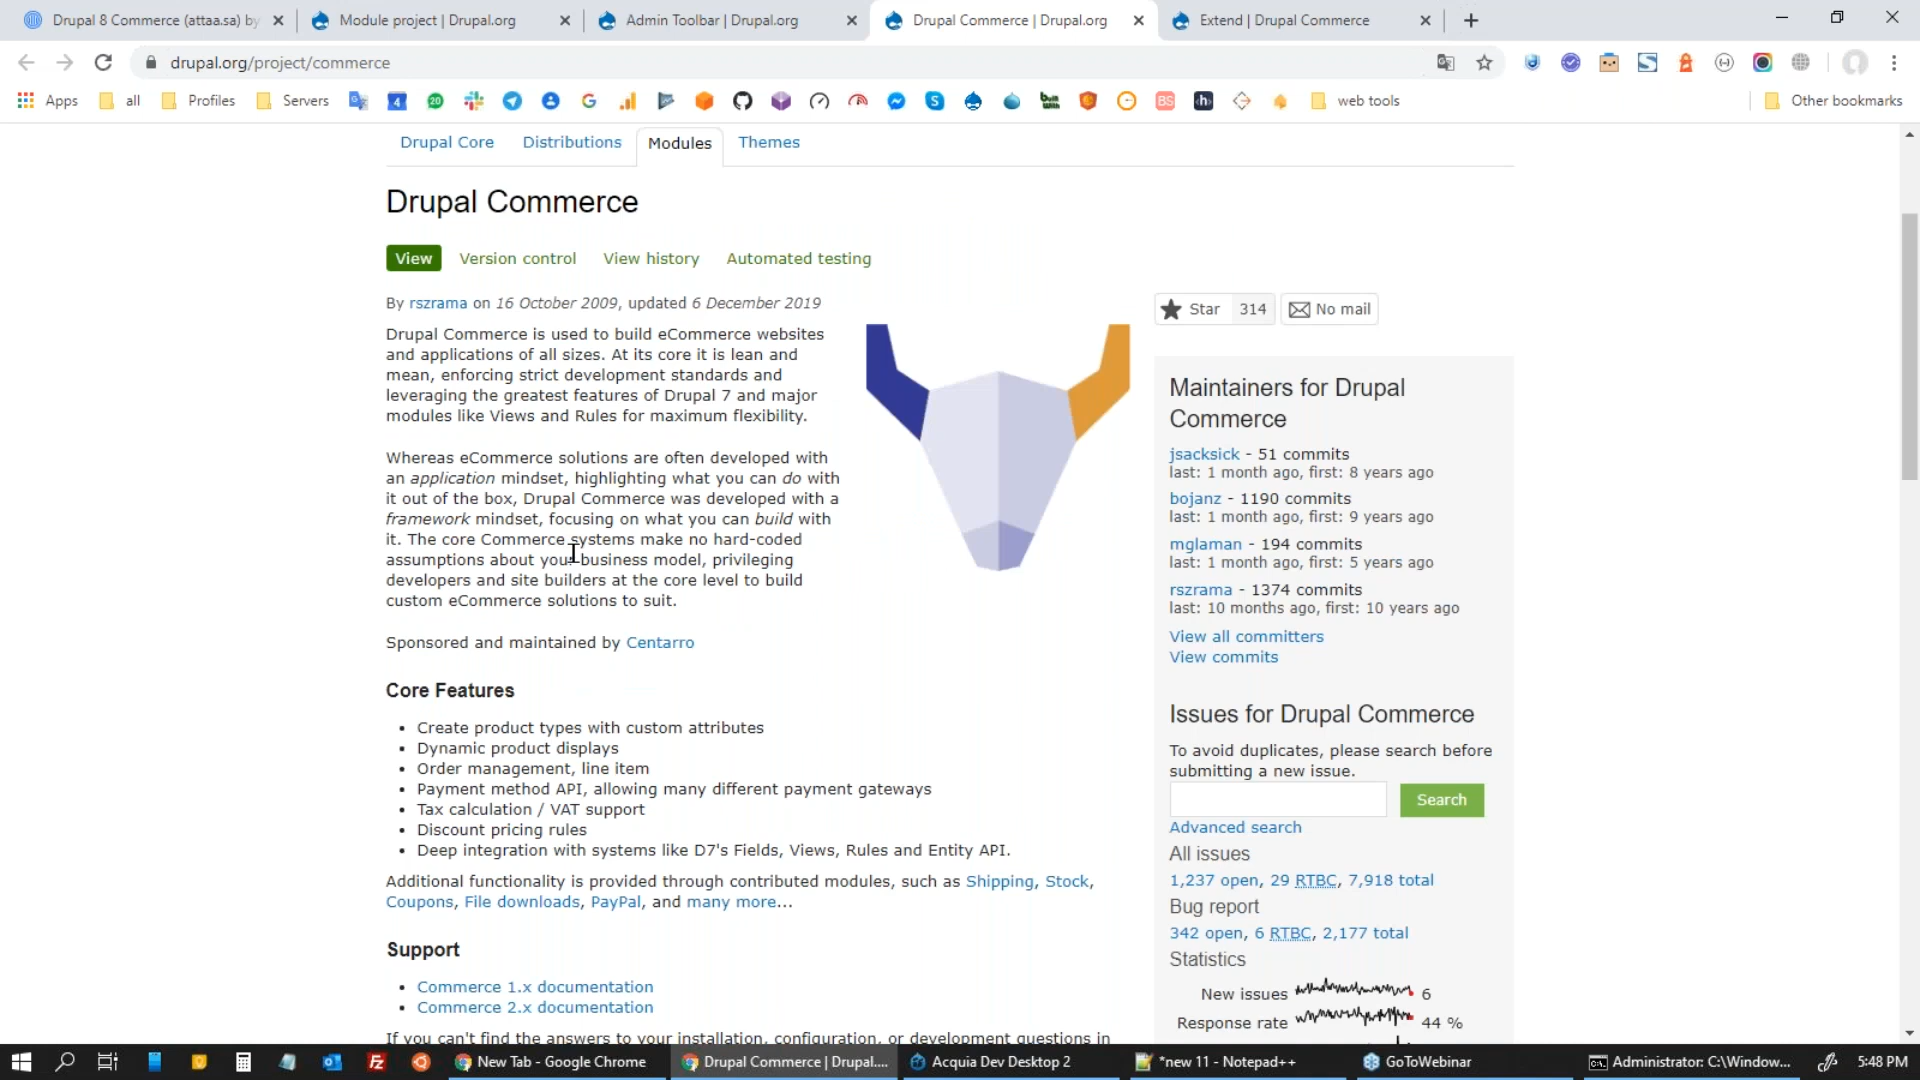 Drupal 8 Commerce (attaa.sa) by
Module project | Drupal.org
Admin Toolbar | Drupal.org
Drupal Commerce | Drupal.org
Extend | Drupal Commerce
drupal.org/project/commerce
Apps
all
Profiles
Servers
web tools
Other bookmarks
Drupal Core
Distributions
Modules
Themes
Drupal Commerce
View
Version control
View history
Automated testing
By rszrama on 16 October 2009, updated 6 December 2019
Drupal Commerce is used to build eCommerce websites
and applications of all sizes. At its core it is lean and
mean, enforcing strict development standards and
leveraging the greatest features of Drupal 7 and major
modules like Views and Rules for maximum flexibility.
Whereas eCommerce solutions are often developed with
an application mindset, highlighting what you can do with
it out of the box, Drupal Commerce was developed with a
framework mindset, focusing on what you can build with
it. The core Commerce systems make no hard-coded
assumptions about your business model, privileging
developers and site builders at the core level to build
custom eCommerce solutions to suit.
Sponsored and maintained by Centarro
Core Features
• Create product types with custom attributes
• Dynamic product displays
• Order management, line item
• Payment method API, allowing many different payment gateways
• Tax calculation / VAT support
• Discount pricing rules
• Deep integration with systems like D7's Fields, Views, Rules and Entity API.
Additional functionality is provided through contributed modules, such as Shipping, Stock,
Coupons, File downloads, PayPal, and many more...
Support
• Commerce 1.x documentation
• Commerce 2.x documentation
If you can't find the answers to your installation, configuration, or development questions in
Star 314
No mail
Maintainers for Drupal
Commerce
jsacksick - 51 commits
last: 1 month ago, first: 8 years ago
bojanz - 1190 commits
last: 1 month ago, first: 9 years ago
mglaman - 194 commits
last: 1 month ago, first: 5 years ago
rszrama - 1374 commits
last: 10 months ago, first: 10 years ago
View all committers
View commits
Issues for Drupal Commerce
To avoid duplicates, please search before
submitting a new issue.
Search
Advanced search
All issues
1,237 open, 29 RTBC, 7,918 total
Bug report
342 open, 6 RTBC, 2,177 total
Statistics
New issues 6
Response rate 44 %
New Tab - Google Chrome
Drupal Commerce | Drupal....
Acquia Dev Desktop 2
*new 11 - Notepad++
GoToWebinar
Administrator: C:\Window...
5:48 PM